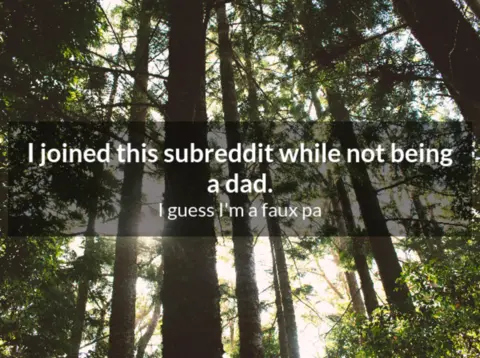 I joined this subreddit while not being
a dad.
I guess I'm a faux pa